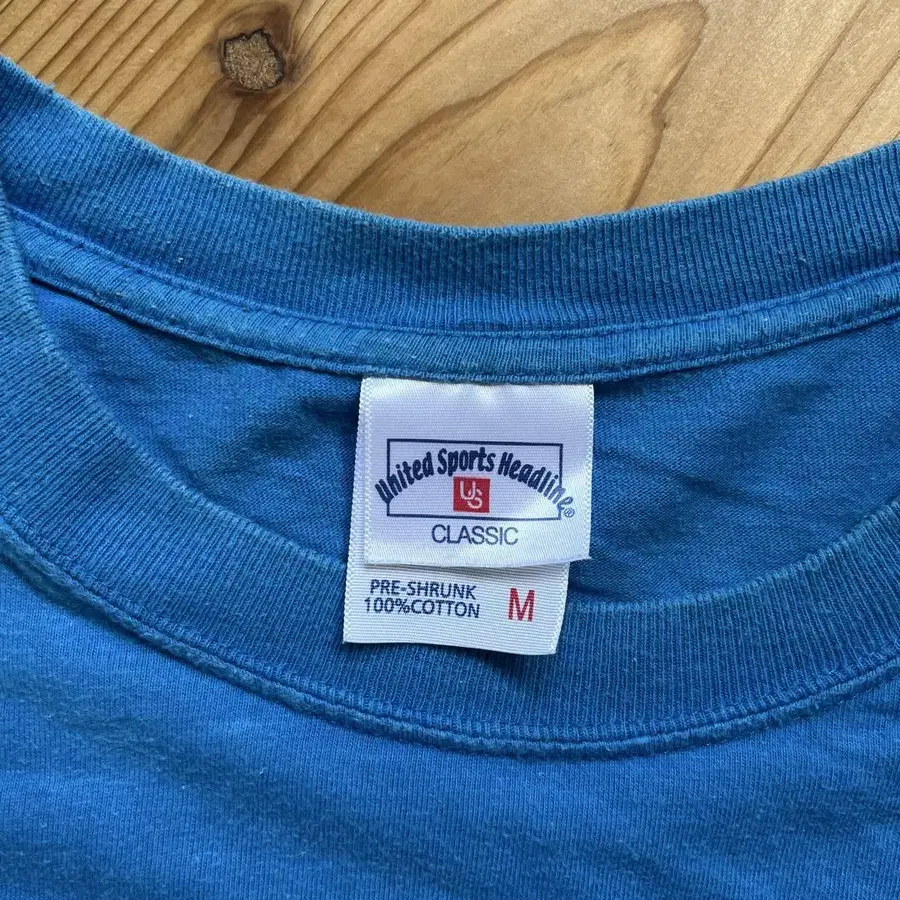 United Sports Headline®
US
CLASSIC
PRE-SHRUNK
100%COTTON
M